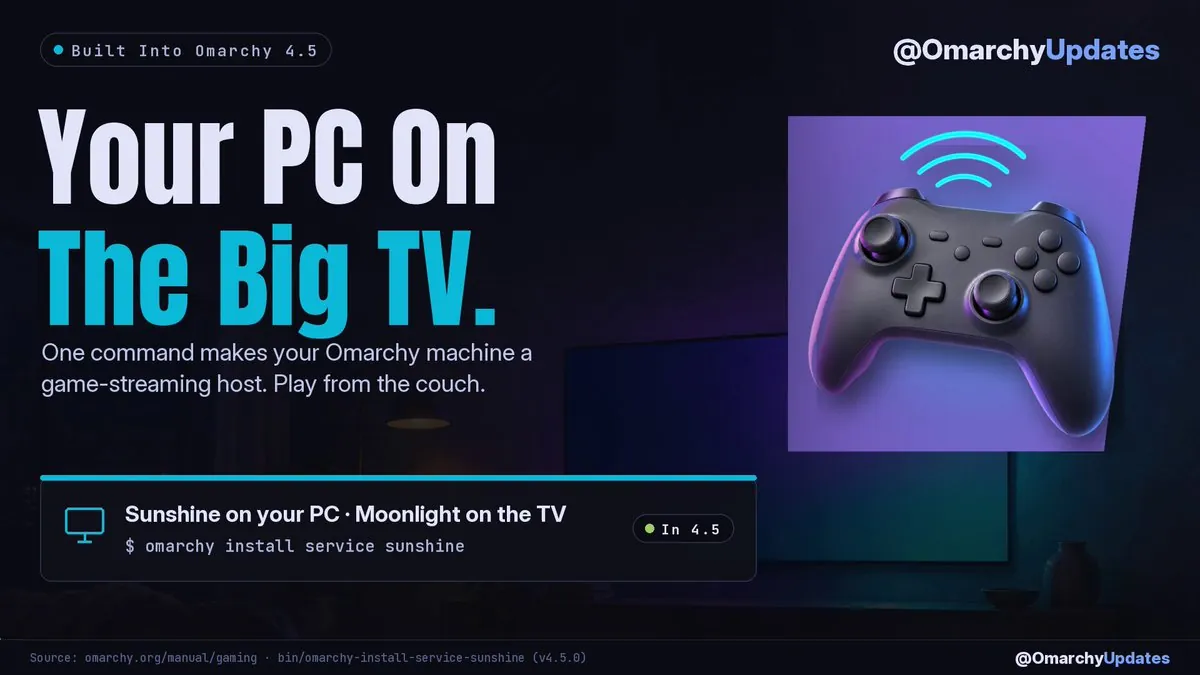 Built Into Omarchy 4.5
@OmarchyUpdates
Your PC On
The Big TV.
One command makes your Omarchy machine a
game-streaming host. Play from the couch.
Sunshine on your PC · Moonlight on the TV
$ omarchy install service sunshine
In 4.5
Source: omarchy.org/manual/gaming · bin/omarchy-install-service-sunshine (v4.5.0)
@OmarchyUpdates